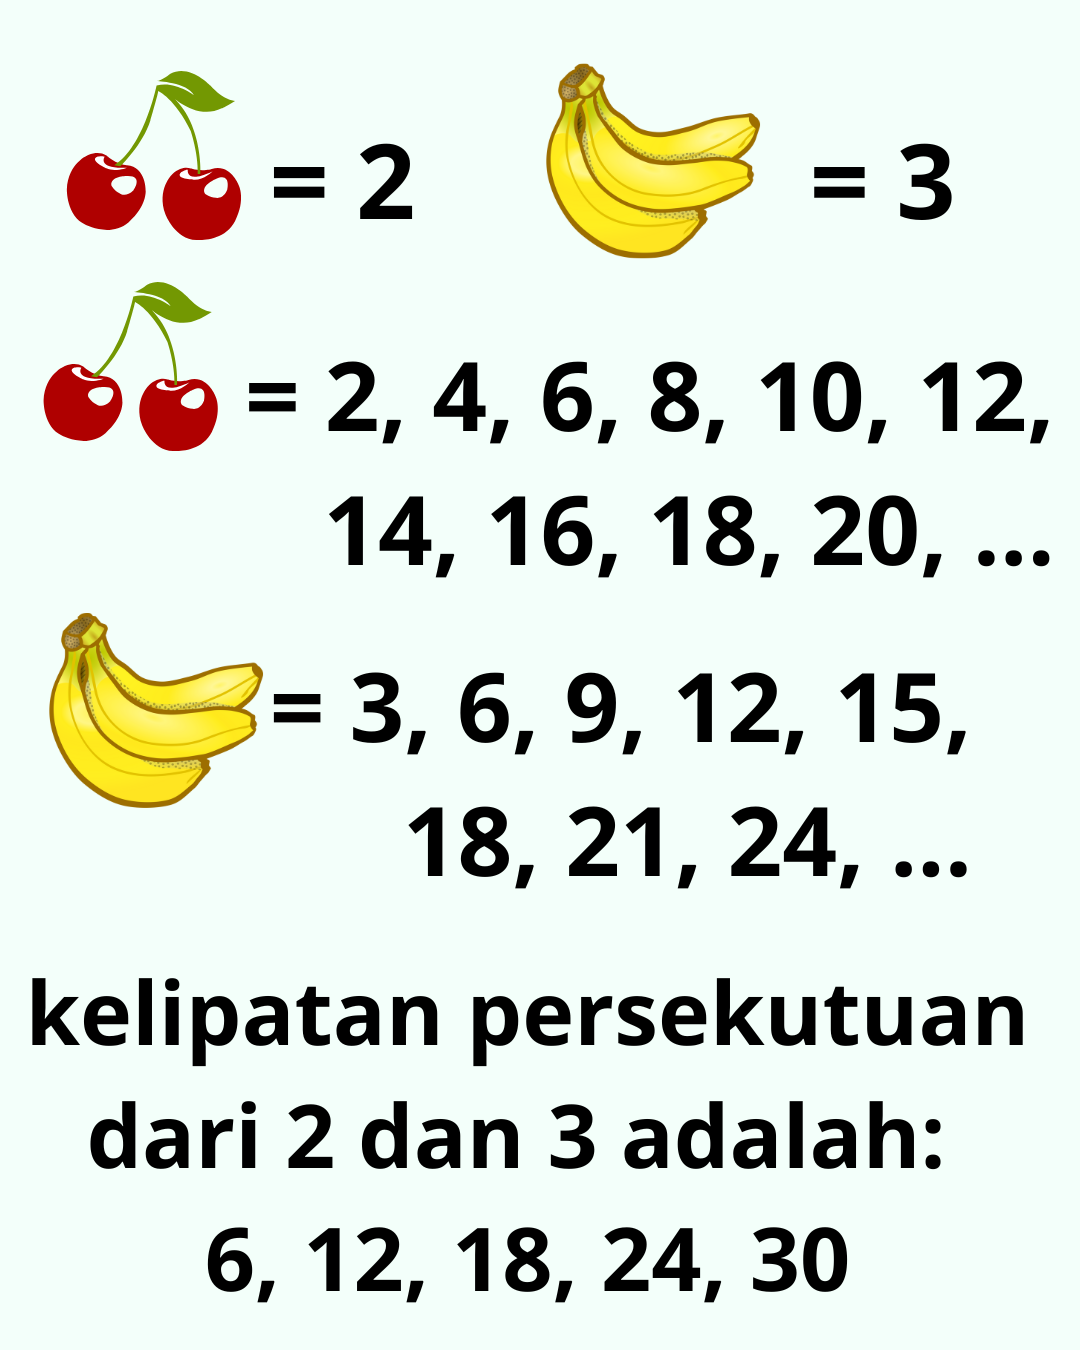 = 2 = 3
= 2, 4, 6, 8, 10, 12,
14, 16, 18, 20, ...
= 3, 6, 9, 12, 15,
18, 21, 24, ...
kelipatan persekutuan
dari 2 dan 3 adalah:
6, 12, 18, 24, 30